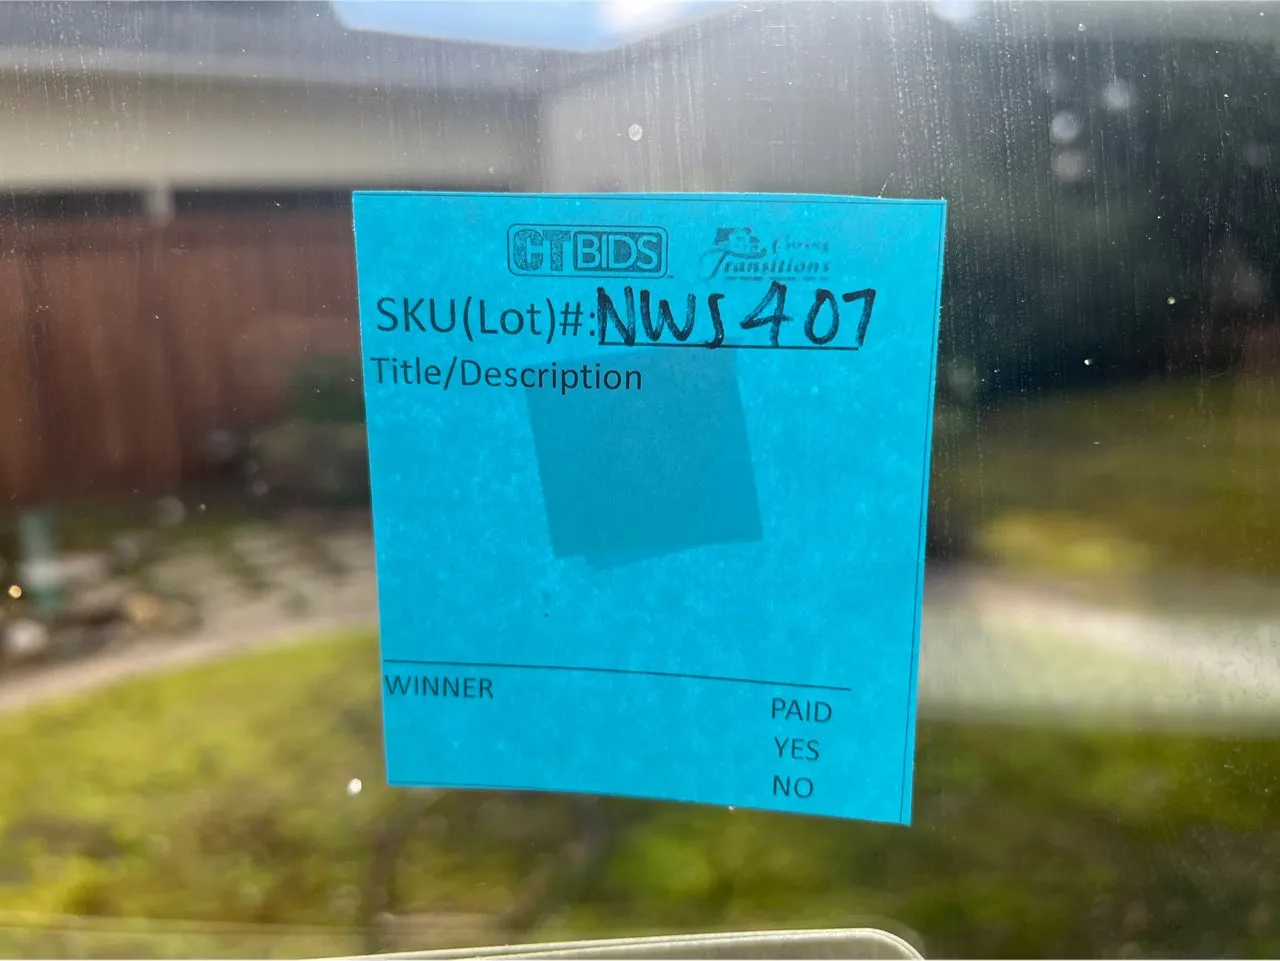 CTBIDS
Caring Transitions
SKU(Lot)#: NWS407
Title/Description
WINNER
PAID
YES
NO